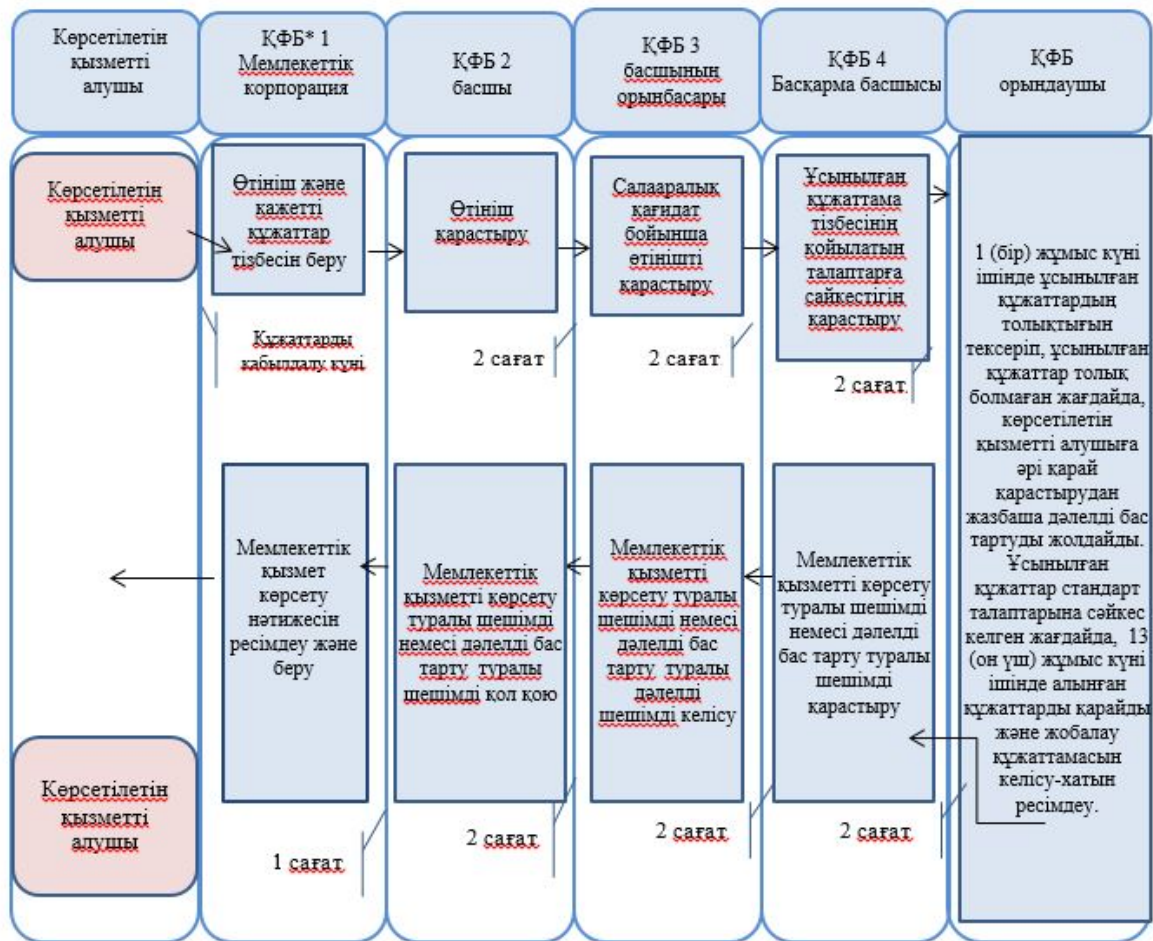 Көрсетілетін
қызметті
алушы
ҚФБ* 1
Мемлекеттік
корпорация
ҚФБ 2
басшы
ҚФБ 3
басшының
орынбасары
ҚФБ 4
Басқарма басшысы
ҚФБ
орындаушы
Көрсетілетін
қызметті
алушы
Өтініш және
қажетті
құжаттар
тізбесін беру
Өтініш
қарастыру
Салааралық
қағидат
бойынша
өтінішті
қарастыру
Ұсынылған
құжаттама
тізбесінің
қойылатын
талаптарға
сайкестігін
қарастыру
Құжаттарды
қабылдау күні
2 сағат
2 сағат
2 сағат
1 (бір) жұмыс күні
ішінде ұсынылған
құжаттардың
толықтығын
тексеріп, ұсынылған
құжаттар толық
болмаған жағдайда,
көрсетілетін
қызметті алушыға
әрі қарай
қарастырудан
жазбаша дәлелді бас
тартуды жолдайды.
Ұсынылған
құжаттар стандарт
талаптарына сәйкес
келген жағдайда, 13
(он үш) жұмыс күні
ішінде алынған
құжаттарды қарайды
және жобалау
құжаттамасын
келісу-хатын
ресімдеу.
Мемлекеттік
қызмет
көрсету
нәтижесін
ресімдеу және
беру
Мемлекеттік
қызметті көрсету
туралы шешімді
немесі дәлелді бас
тарту туралы
шешімді қол қою
Мемлекеттік
қызметті
көрсету туралы
шешімді немесі
дәлелді бас
тарту туралы
дәлелді
шешімді келісу
Мемлекеттік
қызметті көрсету
туралы шешімді
немесі дәлелді
бас тарту туралы
шешімді
қарастыру
Көрсетілетін
қызметті
алушы
1 сағат
2 сағат
2 сағат
2 сағат